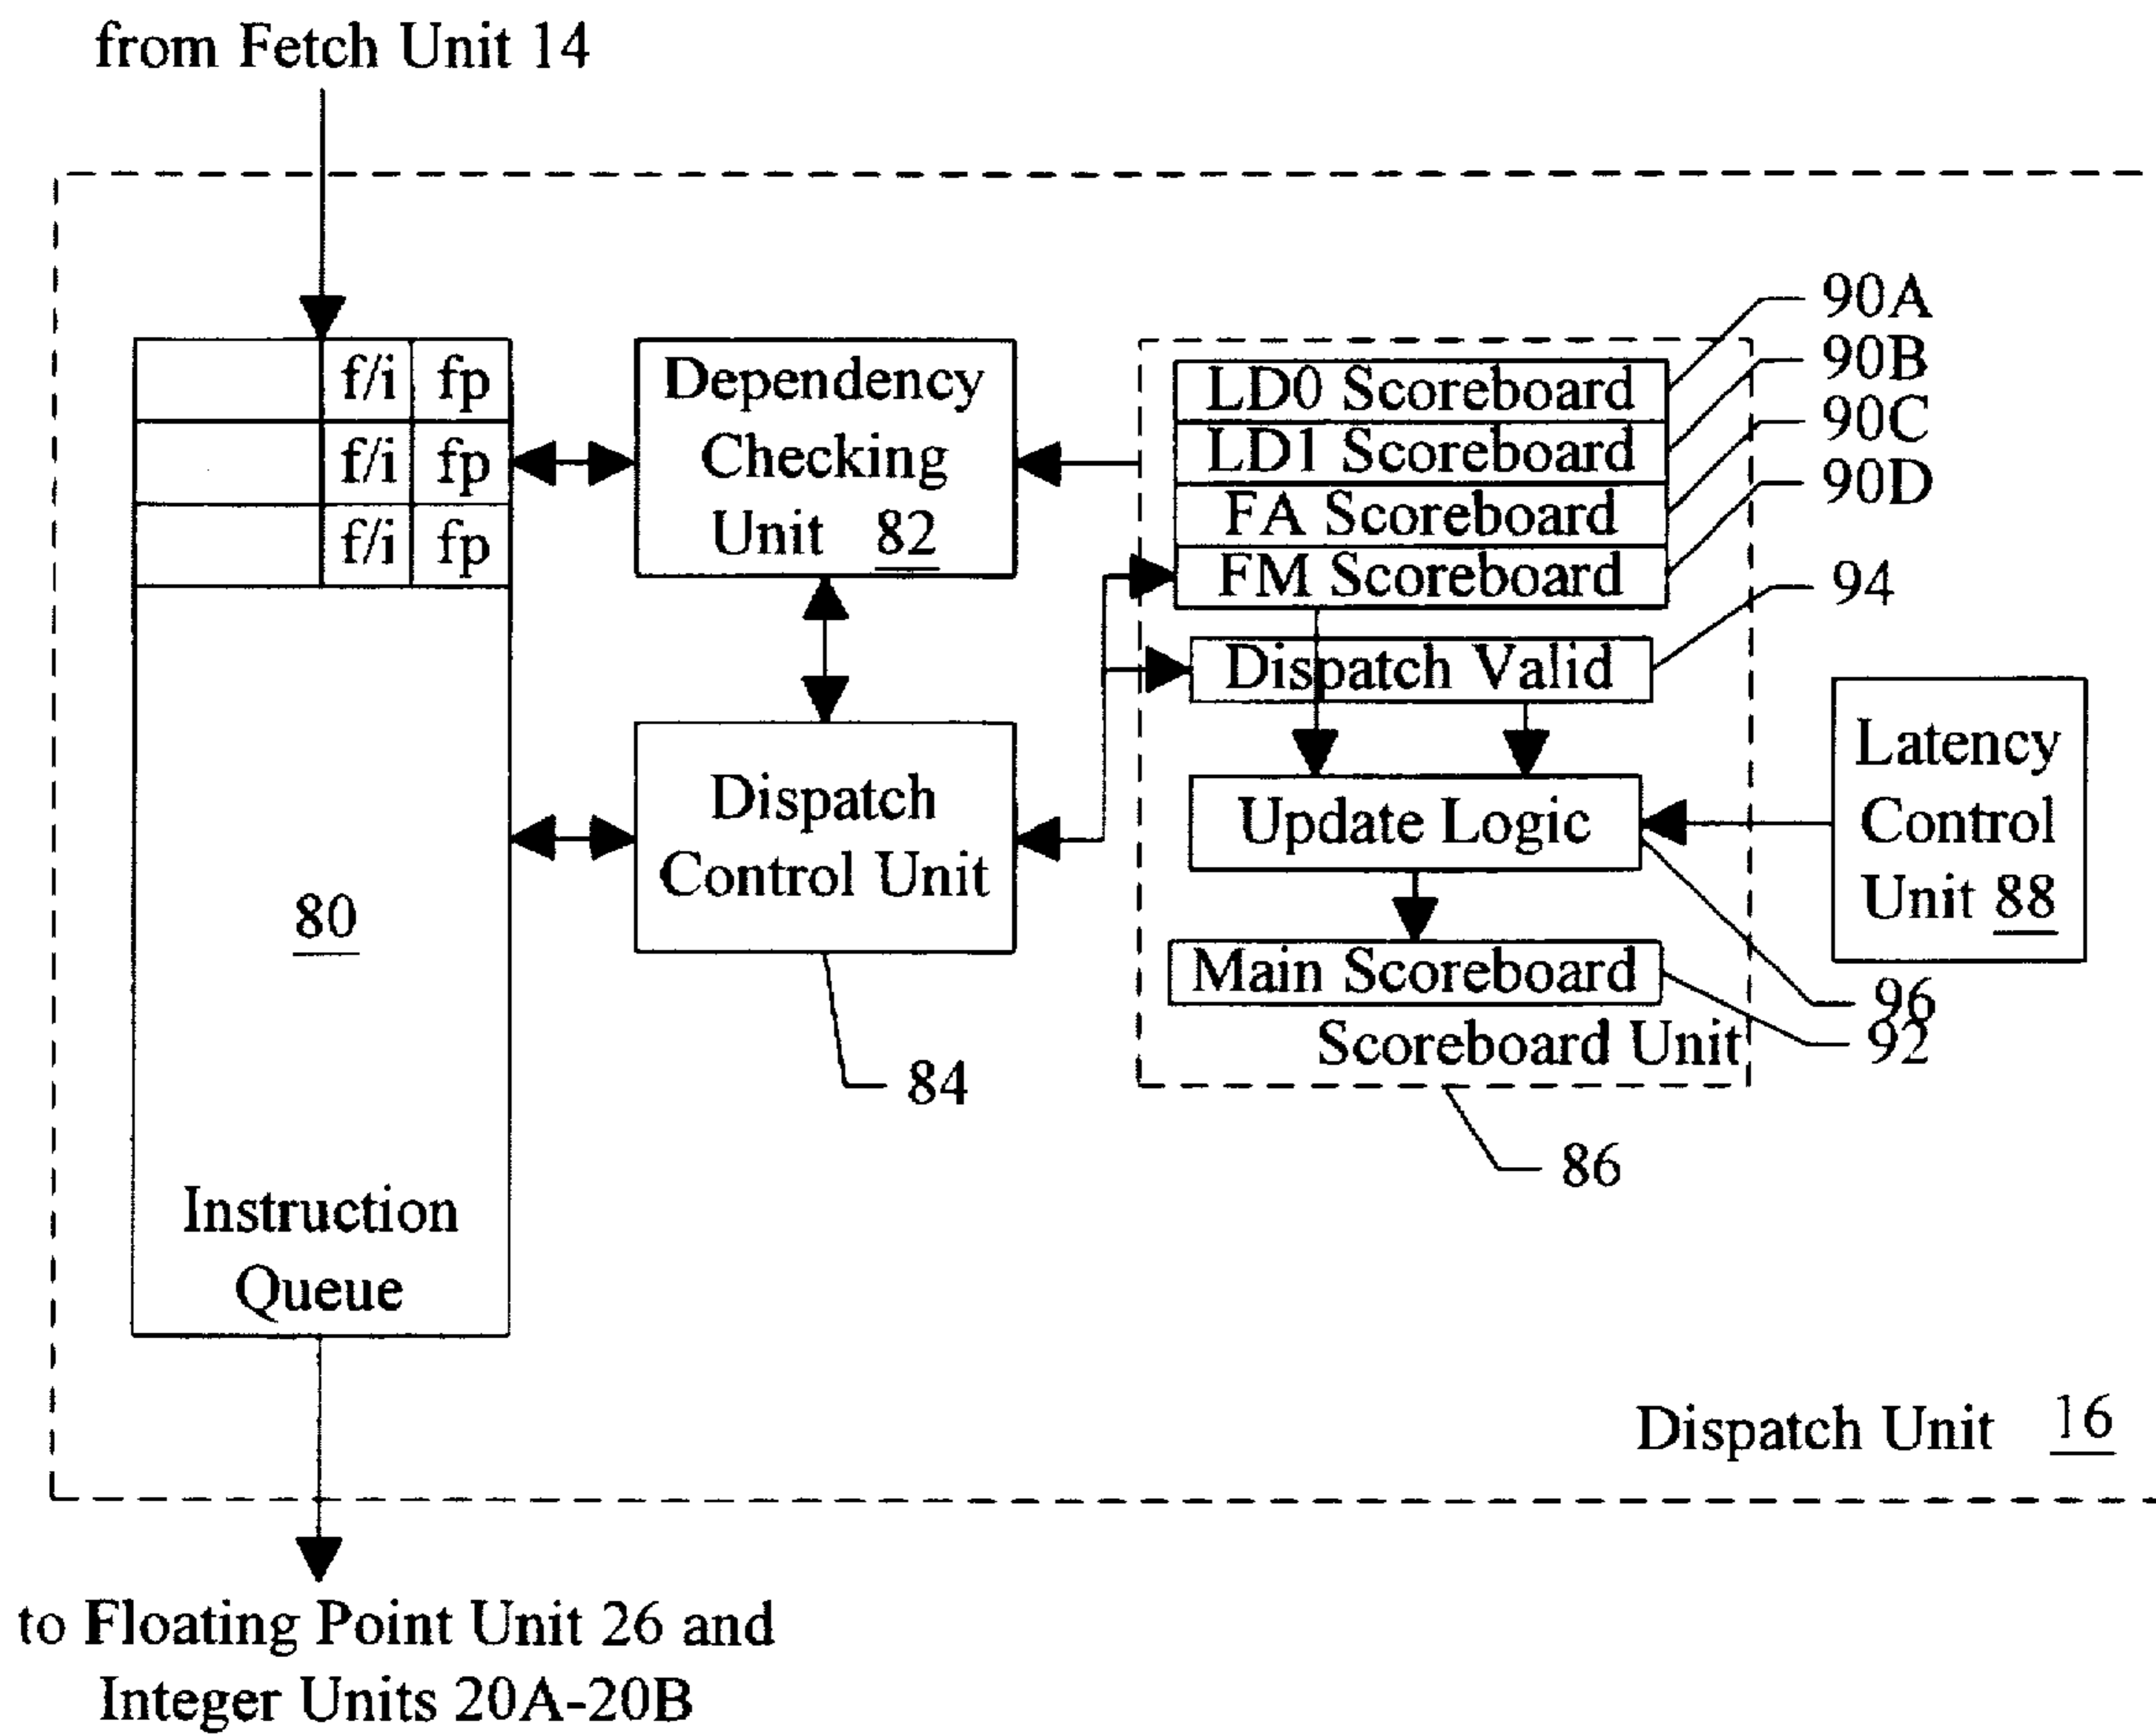 from Fetch Unit 14
f/i fp
f/i fp
f/i fp
80
Instruction
Queue
Dependency
Checking
Unit 82
Dispatch
Control Unit
84
LD0 Scoreboard
LD1 Scoreboard
FA Scoreboard
FM Scoreboard
Dispatch Valid
Update Logic
Main Scoreboard
Scoreboard Unit
86
90A
90B
90C
90D
94
Latency
Control
Unit 88
96
92
Dispatch Unit 16
to Floating Point Unit 26 and
Integer Units 20A-20B